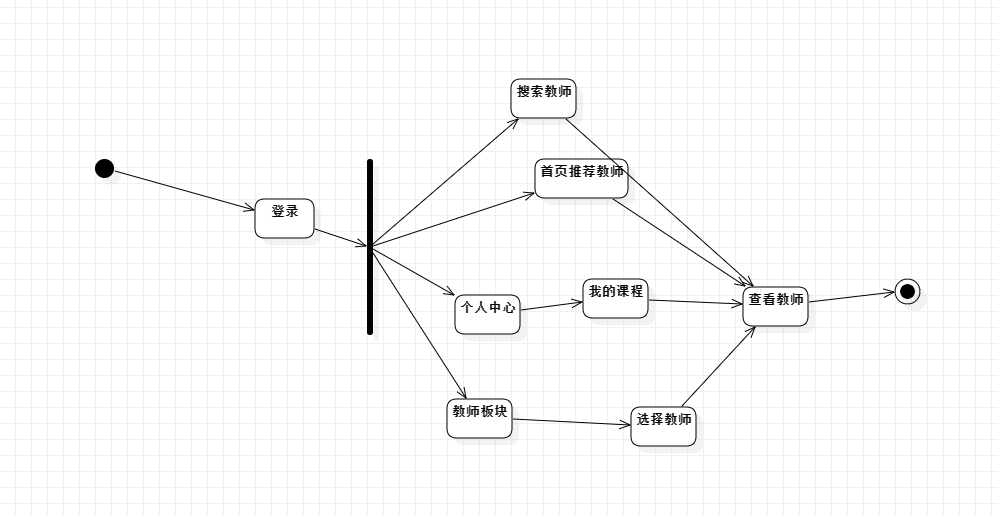 搜索教师
首页推荐教师
登录
我的课程
查看教师
个人中心
教师板块
选择教师